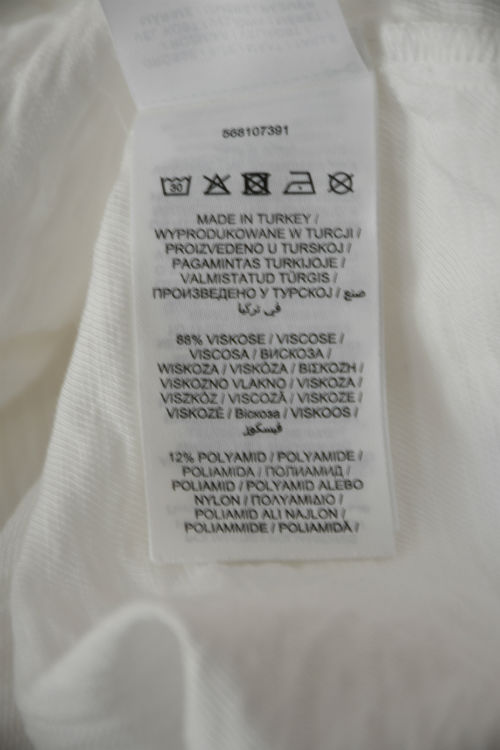 568107391
30
MADE IN TURKEY /
WYPRODUKOWANE W TURCJI /
PROIZVEDENO U TURSKOJ /
PAGAMINTAS TURKIJOJE /
VALMISTATUD TÜRGIS /
ПРОИЗВЕДЕНО У ТУРСКОЈ / صنع
في تركيا
88% VISKOSE / VISCOSE /
VISCOSA / ВИСКОЗА /
WISKOZA / VISKÓZA / ΒΙΣΚΟΖΗ /
VISKOZNO VLAKNO / VISKOZA /
VISZKÓZ / VISCOZĂ / VISKOZE /
VISKOZĖ / Віскоза / VISKOOS /
فيسكوز
12% POLYAMID / POLYAMIDE /
POLIAMIDA / ПОЛИАМИД /
POLIAMID / POLYAMID ALEBO
NYLON / ΠΟΛΥΑΜΙΔΙΟ /
POLIAMID ALI NAJLON /
POLIAMMIDE / POLIAMIDĂ /